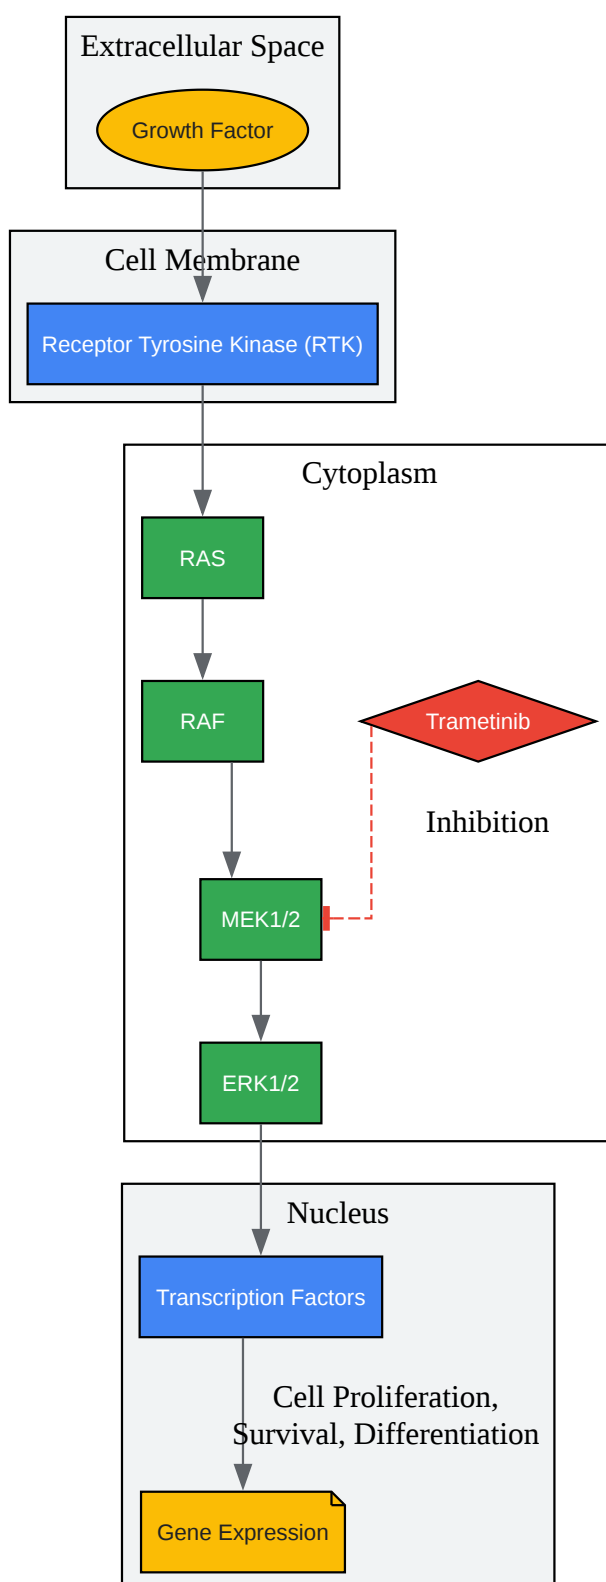 Extracellular Space
Growth Factor
Cell Membrane
Receptor Tyrosine Kinase (RTK)
Cytoplasm
RAS
RAF
Trametinib
Inhibition
MEK1/2
ERK1/2
Nucleus
Transcription Factors
Cell Proliferation,
Survival, Differentiation
Gene Expression